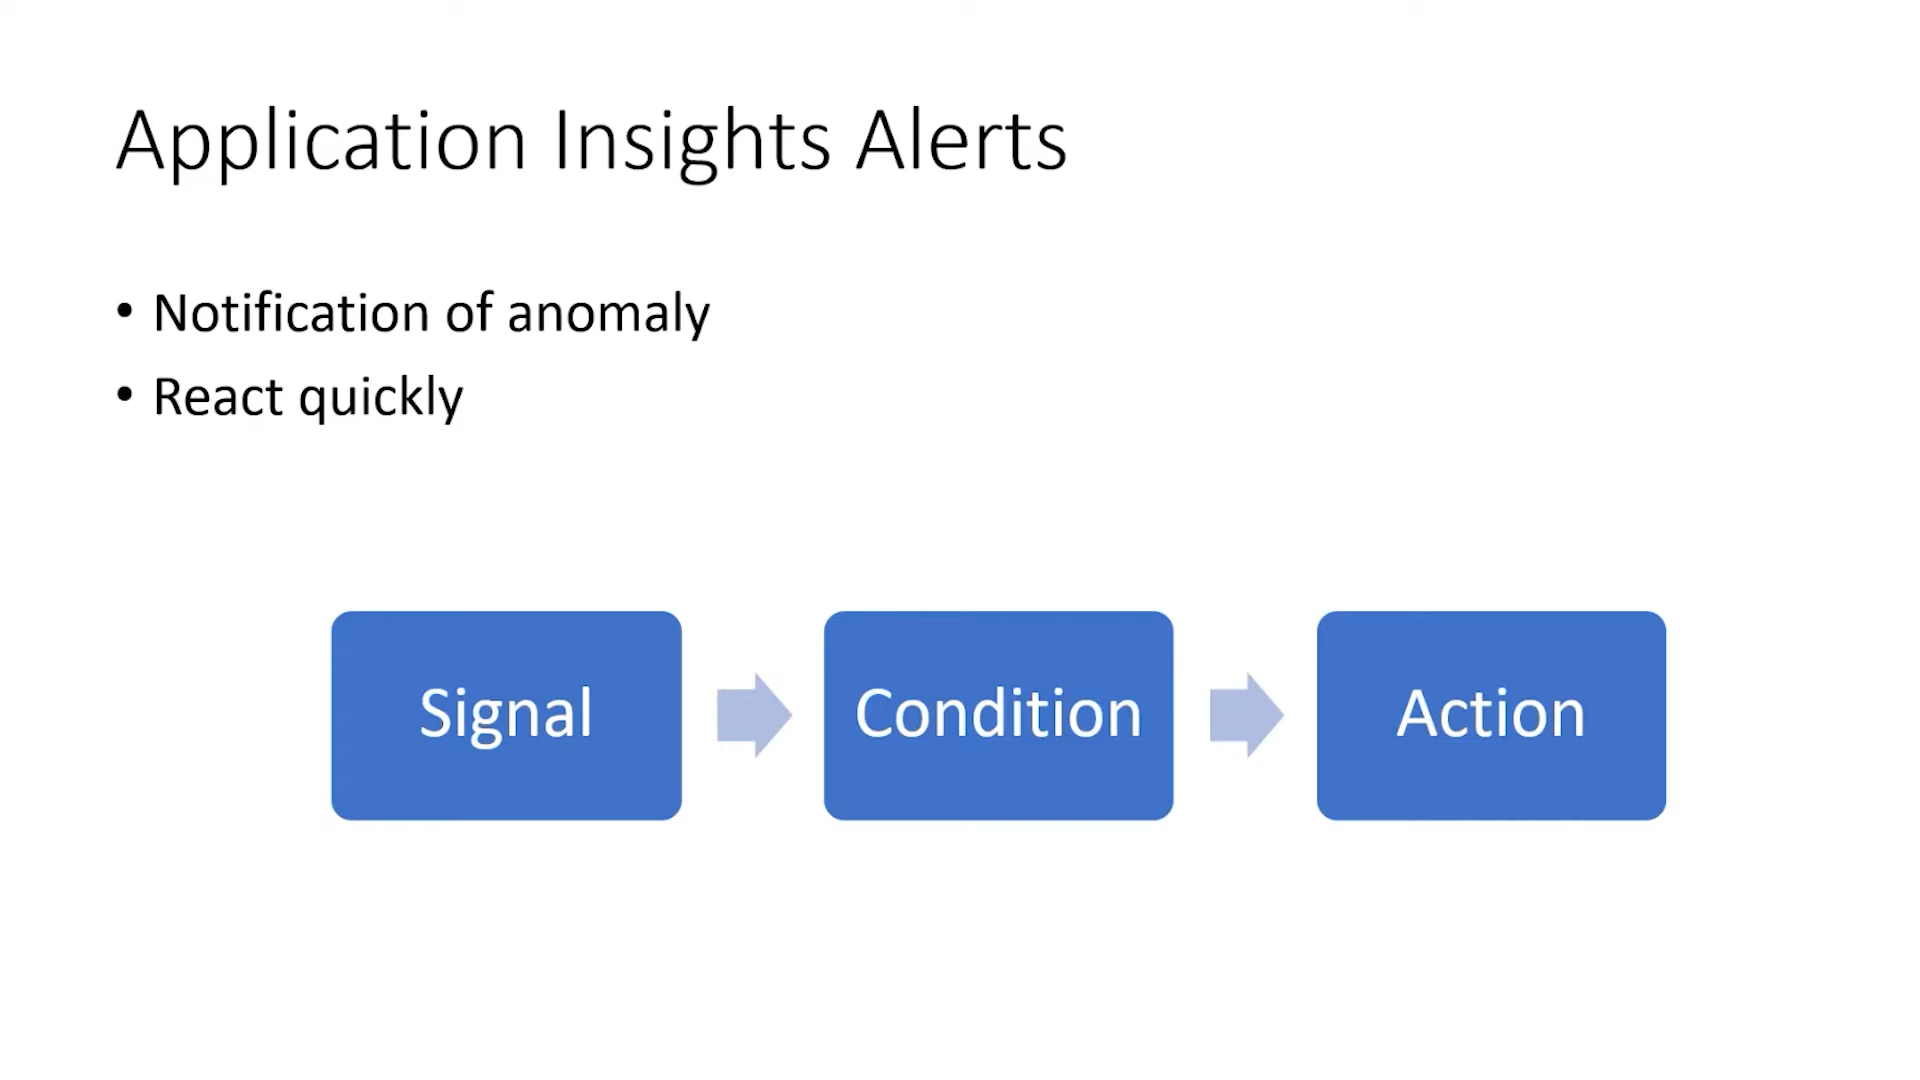 Application Insights Alerts
• Notification of anomaly
• React quickly
Signal
Condition
Action